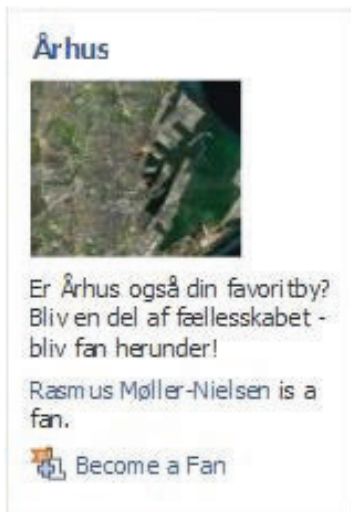 Århus
Er Århus også din favoritby?
Bliv en del af fællesskabet -
bliv fan herunder!
Rasmus Møller-Nielsen is a
fan.
Become a Fan